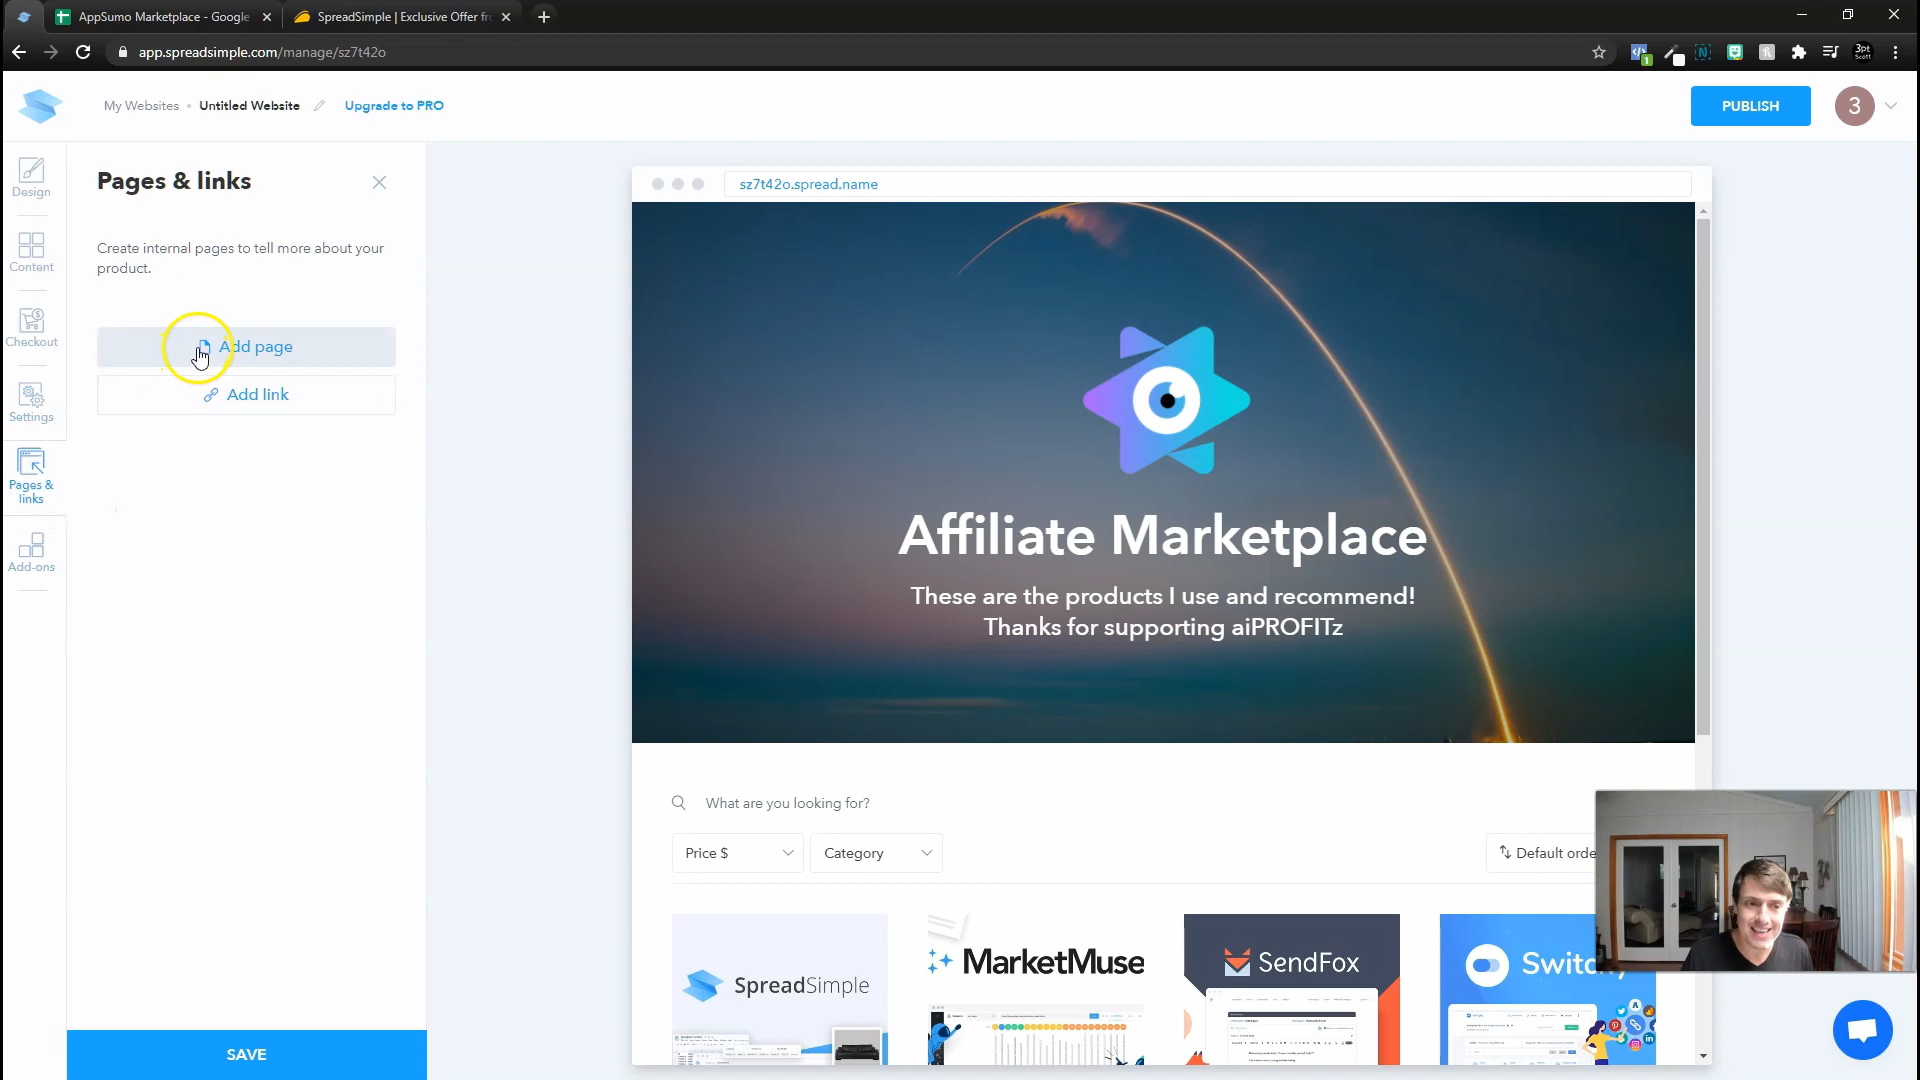 AppSumo Marketplace - Google
SpreadSimple | Exclusive Offer fr
app.spreadsimple.com/manage/sz7t42o
1
3pt
Scott
My Websites • Untitled Website
Upgrade to PRO
PUBLISH
3
Design
Content
Checkout
Settings
Pages &
links
Add-ons
Pages & links
Create internal pages to tell more about your
product.
Add page
Add link
SAVE
sz7t42o.spread.name
Affiliate Marketplace
These are the products I use and recommend!
Thanks for supporting aiPROFITz
What are you looking for?
Price $
Category
Default orde
SpreadSimple
MarketMuse
SendFox
Switc